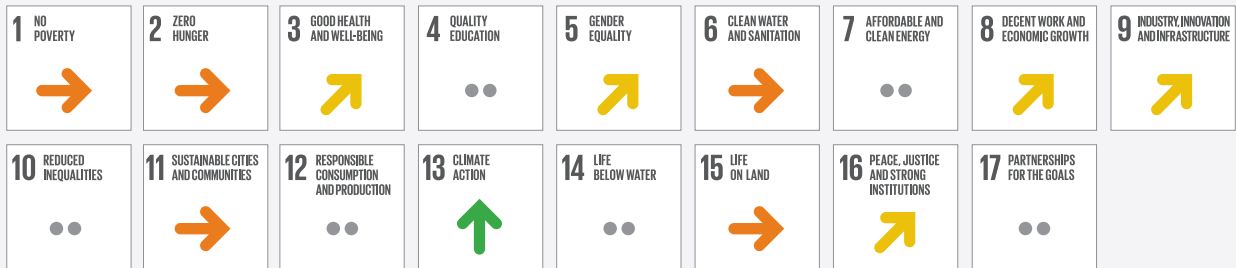 1 NO POVERTY
2 ZERO HUNGER
3 GOOD HEALTH AND WELL-BEING
4 QUALITY EDUCATION
5 GENDER EQUALITY
6 CLEAN WATER AND SANITATION
7 AFFORDABLE AND CLEAN ENERGY
8 DECENT WORK AND ECONOMIC GROWTH
9 INDUSTRY, INNOVATION AND INFRASTRUCTURE
10 REDUCED INEQUALITIES
11 SUSTAINABLE CITIES AND COMMUNITIES
12 RESPONSIBLE CONSUMPTION AND PRODUCTION
13 CLIMATE ACTION
14 LIFE BELOW WATER
15 LIFE ON LAND
16 PEACE, JUSTICE AND STRONG INSTITUTIONS
17 PARTNERSHIPS FOR THE GOALS